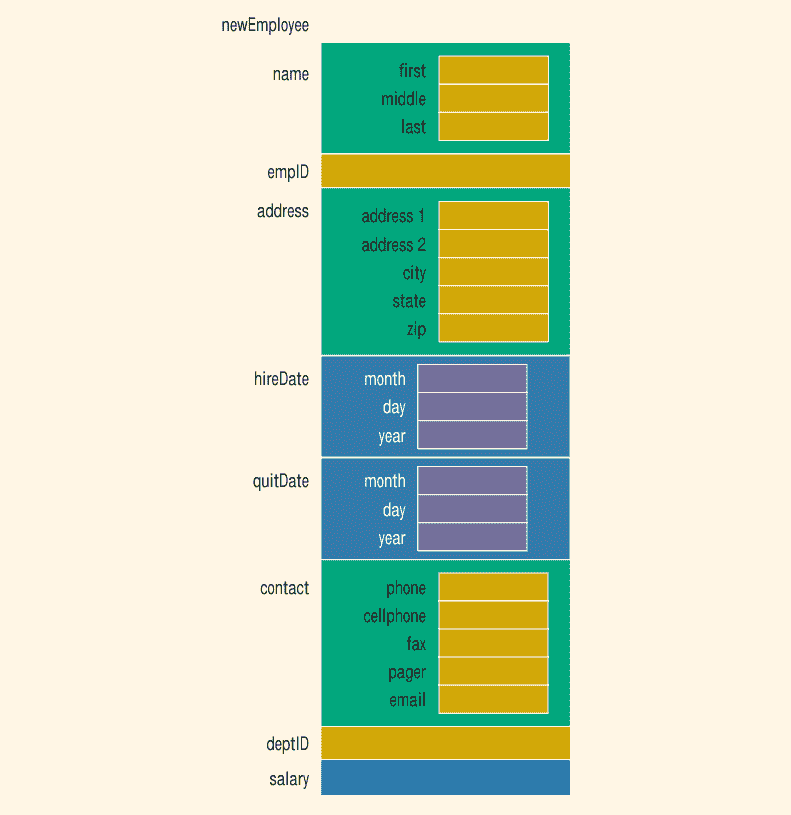 newEmployee
name
first
middle
last
empID
address
address 1
address 2
city
state
zip
hireDate
month
day
year
quitDate
month
day
year
contact
phone
cellphone
fax
pager
email
deptID
salary